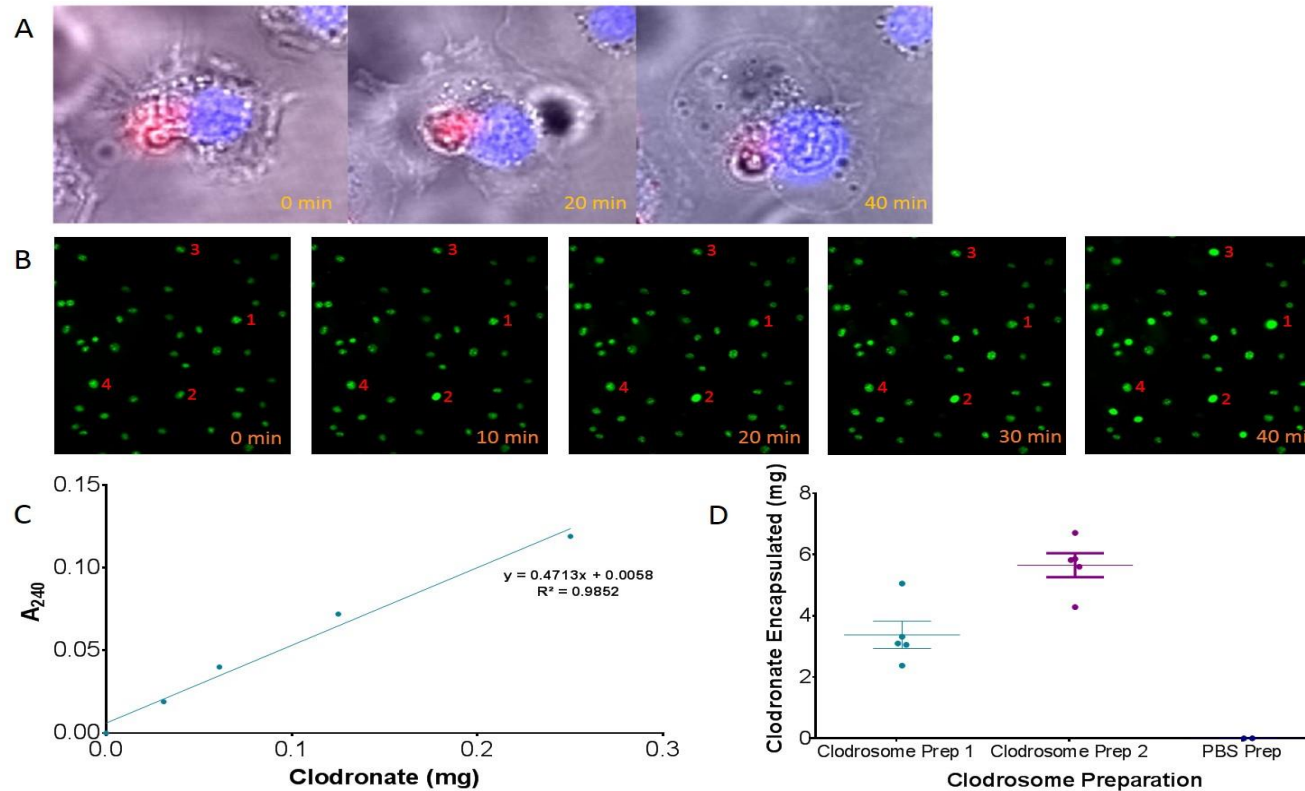 A
0 min
20 min
40 min
B
3
1
4
2
0 min
3
1
4
2
10 min
3
1
4
2
20 min
3
1
4
2
30 min
3
1
4
2
40 min
C
0.15
0.10
0.05
0.00
A240
y = 0.4713x + 0.0058
R² = 0.9852
0.0
0.1
0.2
0.3
Clodronate (mg)
D
8
6
4
2
0
Clodronate Encapsulated (mg)
Clodrosome Prep 1
Clodrosome Prep 2
PBS Prep
Clodrosome Preparation